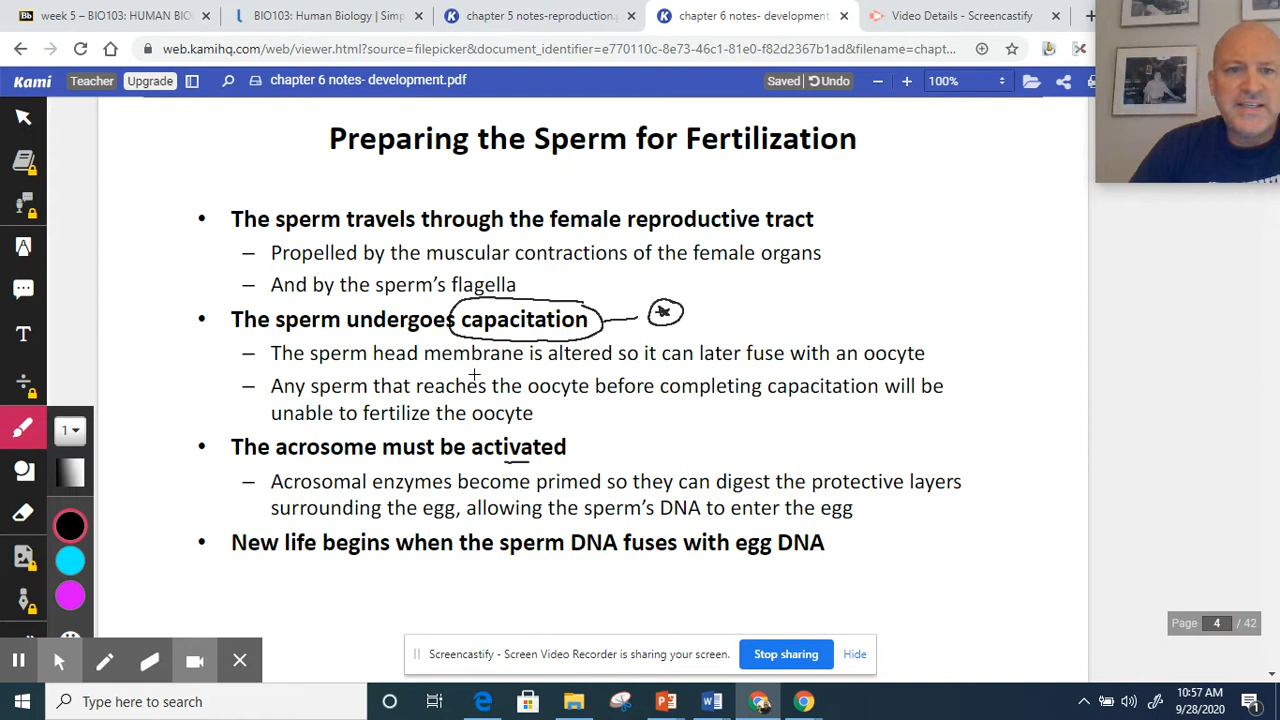 week 5 – BIO103: HUMAN BIO
BIO103: Human Biology | Simp
chapter 5 notes-reproduction.p
chapter 6 notes- development
Video Details - Screencastify
web.kamihq.com/web/viewer.html?source=filepicker&document_identifier=e770110c-8e73-46c1-81e0-f82d2367b1ad&filename=chapt...
Kami Teacher Upgrade chapter 6 notes- development.pdf Saved | Undo 100%
Preparing the Sperm for Fertilization
• The sperm travels through the female reproductive tract
– Propelled by the muscular contractions of the female organs
– And by the sperm's flagella
• The sperm undergoes capacitation
– The sperm head membrane is altered so it can later fuse with an oocyte
– Any sperm that reaches the oocyte before completing capacitation will be
unable to fertilize the oocyte
• The acrosome must be activated
– Acrosomal enzymes become primed so they can digest the protective layers
surrounding the egg, allowing the sperm's DNA to enter the egg
• New life begins when the sperm DNA fuses with egg DNA
1
Page 4 / 42
Screencastify - Screen Video Recorder is sharing your screen. Stop sharing Hide
Type here to search
10:57 AM
9/28/2020